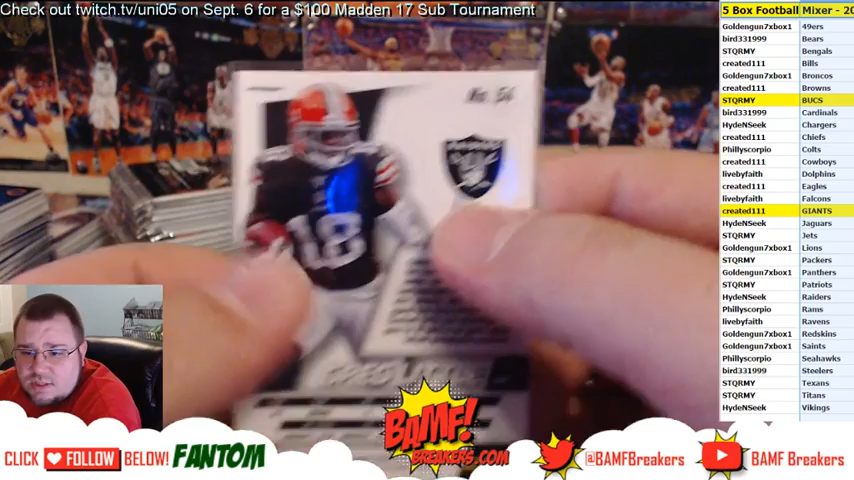 Check out twitch.tv/uni05 on Sept. 6 for a $100 Madden 17 Sub Tournament
5 Box Football Mixer - 20
Goldengun7xbox1 49ers
bird331999 Bears
STQRMY Bengals
created111 Bills
Goldengun7xbox1 Broncos
created111 Browns
STQRMY BUCS
bird331999 Cardinals
HydeNSeek Chargers
created111 Chiefs
Phillyscorpio Colts
created111 Cowboys
livebyfaith Dolphins
created111 Eagles
livebyfaith Falcons
created111 GIANTS
HydeNSeek Jaguars
STQRMY Jets
Goldengun7xbox1 Lions
STQRMY Packers
Goldengun7xbox1 Panthers
STQRMY Patriots
HydeNSeek Raiders
Phillyscorpio Rams
livebyfaith Ravens
Goldengun7xbox1 Redskins
Goldengun7xbox1 Saints
Phillyscorpio Seahawks
bird331999 Steelers
STQRMY Texans
STQRMY Titans
HydeNSeek Vikings
No. 54
RAIDERS
18
GREG
CLICK FOLLOW BELOW! FANTOM
BAMF!
BREAKERS.COM
@BAMFBreakers
BAMF Breakers